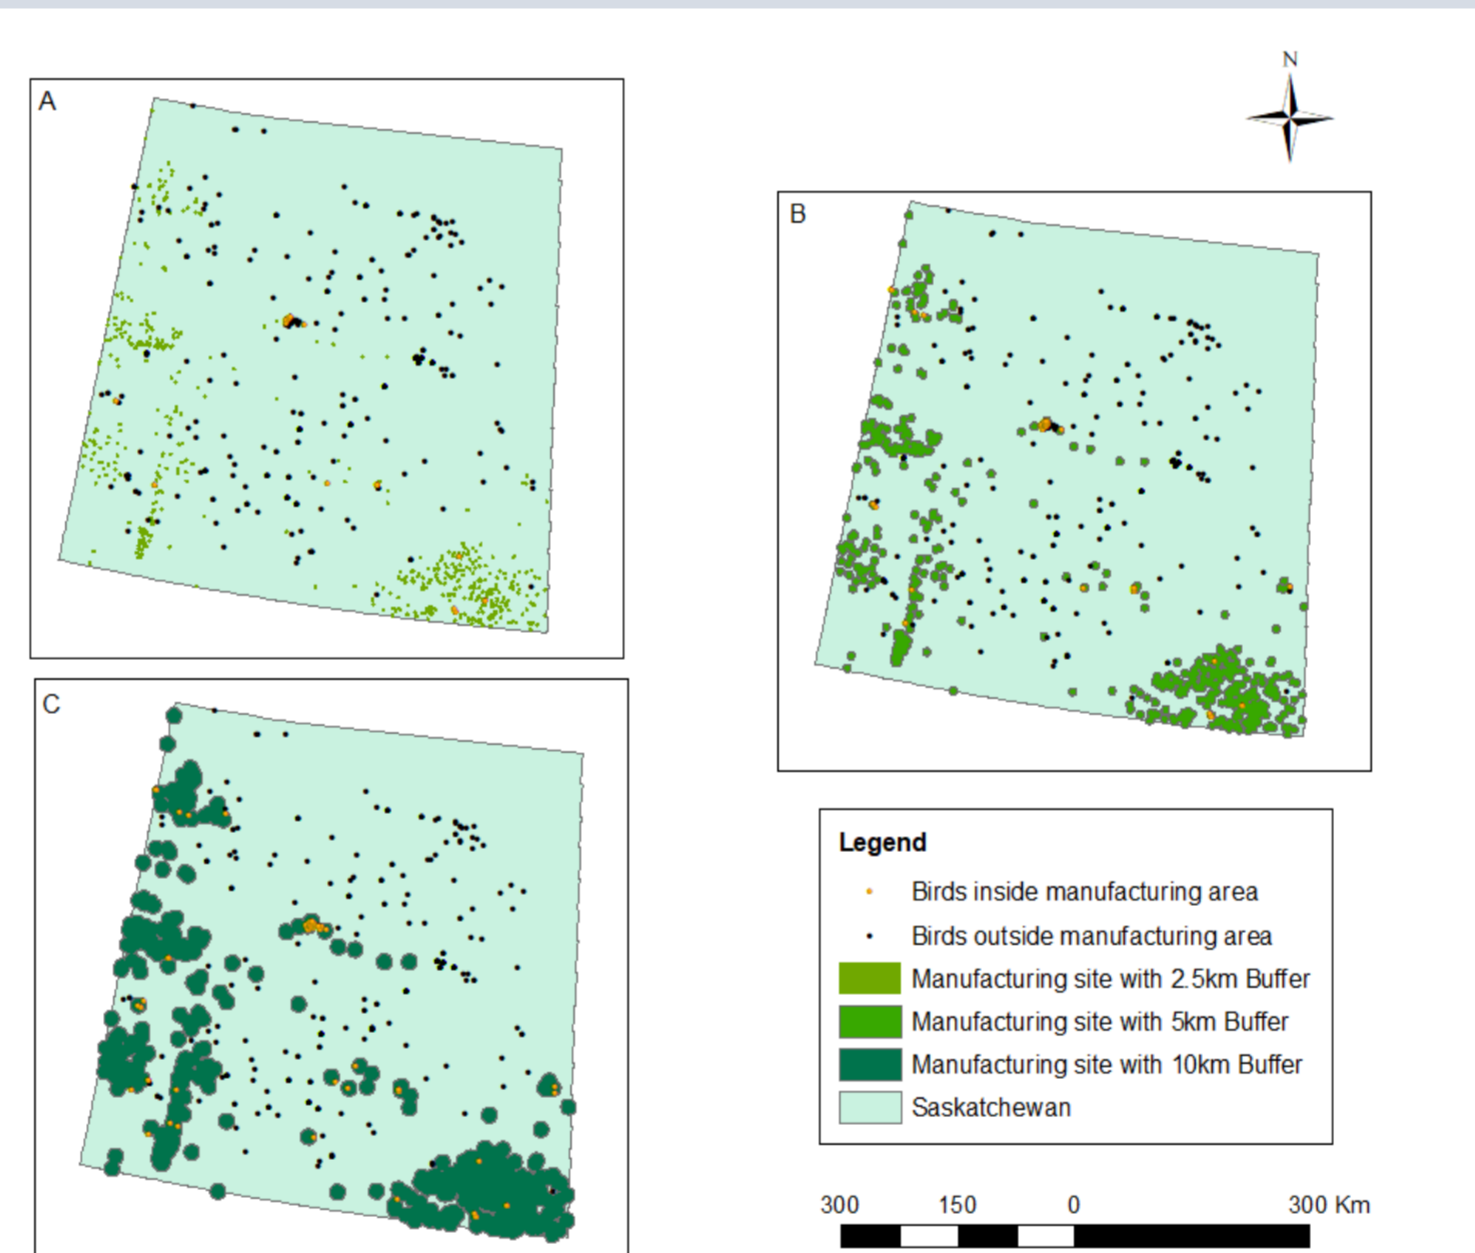 N
A
B
C
Legend
Birds inside manufacturing area
Birds outside manufacturing area
Manufacturing site with 2.5km Buffer
Manufacturing site with 5km Buffer
Manufacturing site with 10km Buffer
Saskatchewan
300 150 0 300 Km